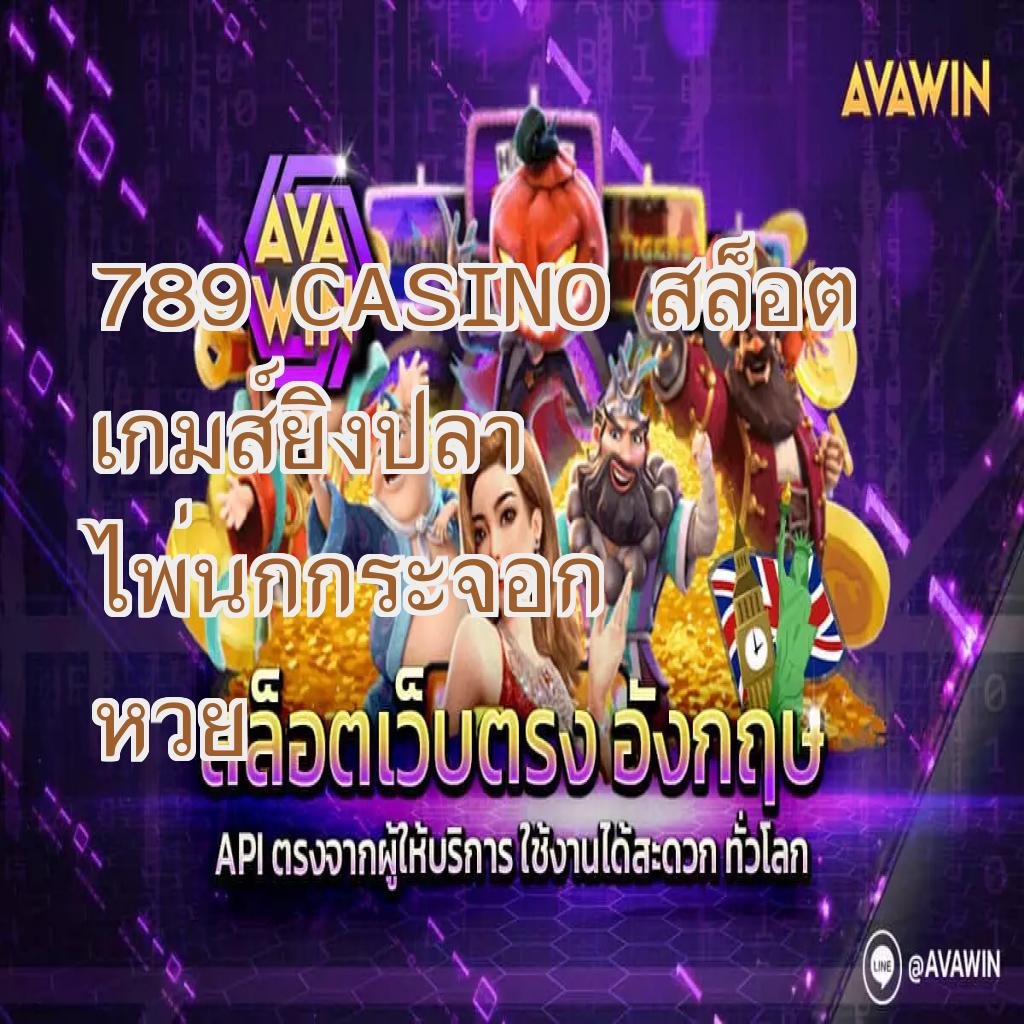 AVAWIN
AVA
WIN
TIGERS
789 CASINO สล็อต
เกมส์ยิงปลา
ไพ่นกกระจอก
หวย
สล็อตเว็บตรง อังกฤษ
API ตรงจากผู้ให้บริการ ใช้งานได้สะดวก ทั่วโลก
LINE @AVAWIN